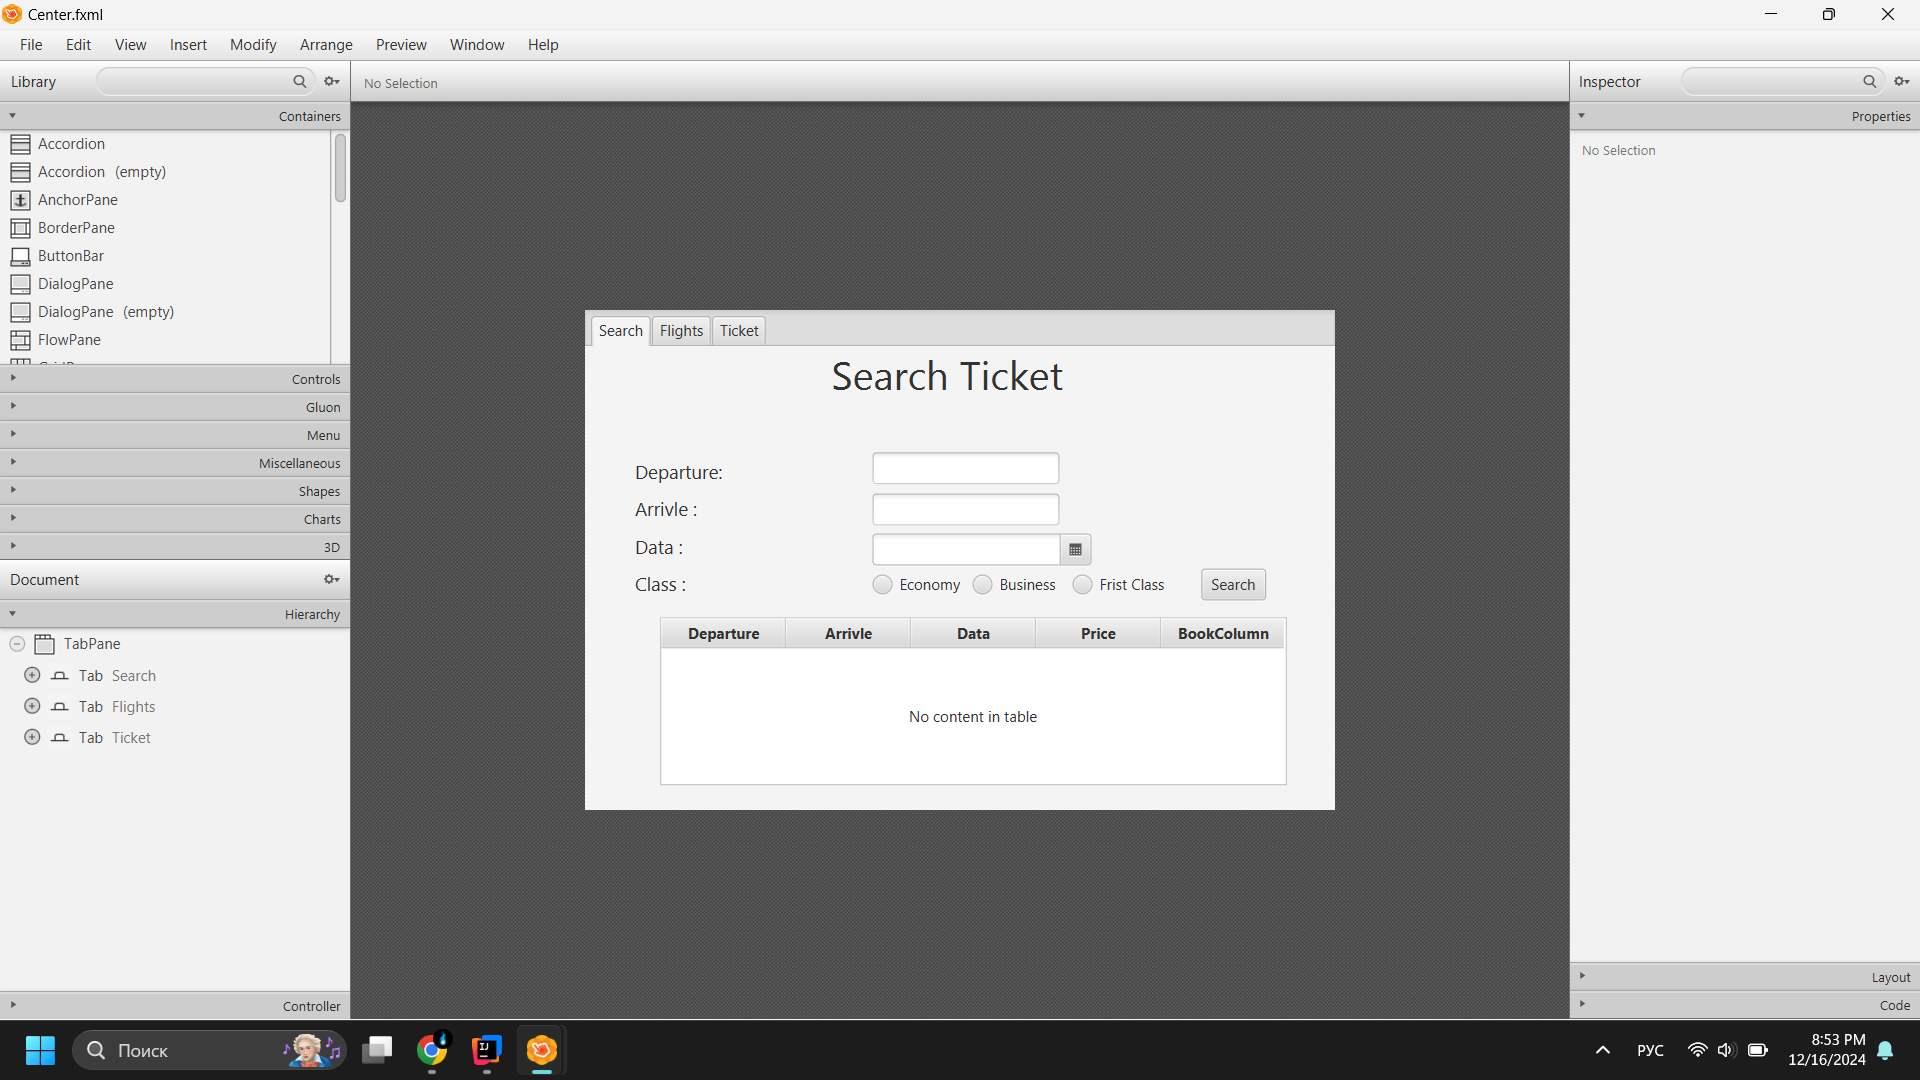 Center.fxml
File Edit View Insert Modify Arrange Preview Window Help
Library
No Selection
Inspector
Containers
Properties
Accordion
Accordion (empty)
AnchorPane
BorderPane
ButtonBar
DialogPane
DialogPane (empty)
FlowPane
Controls
Gluon
Menu
Miscellaneous
Shapes
Charts
3D
Document
Hierarchy
TabPane
Tab Search
Tab Flights
Tab Ticket
Controller
Search Flights Ticket
Search Ticket
Departure:
Arrivle :
Data :
Class : Economy Business Frist Class Search
Departure Arrivle Data Price BookColumn
No content in table
No Selection
Layout
Code
Поиск
IJ
РУС
8:53 PM
12/16/2024